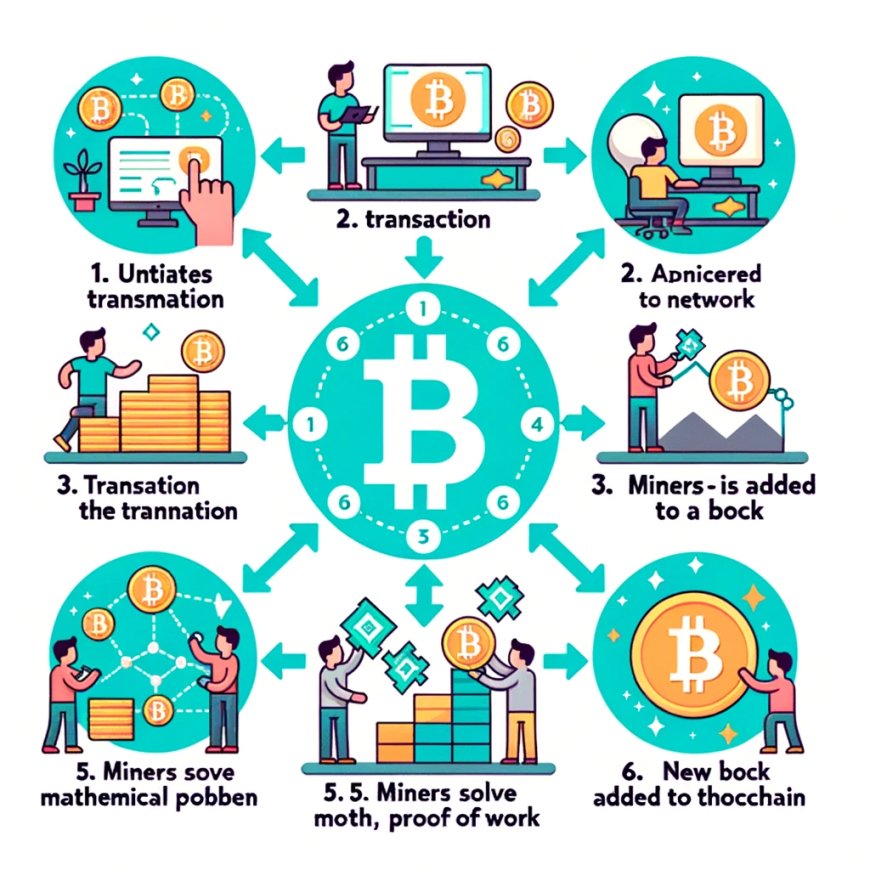 2. transaction
1. Untiates
transmation
2. Apnicered
to network
1
6
6
1
4
6
6
3
3. Transation
the trannation
3. Miners-is added
to a bock
5. Miners sove
mathemical pobben
5. 5. Miners solve
moth, proof of work
6. New bock
added to thocchain